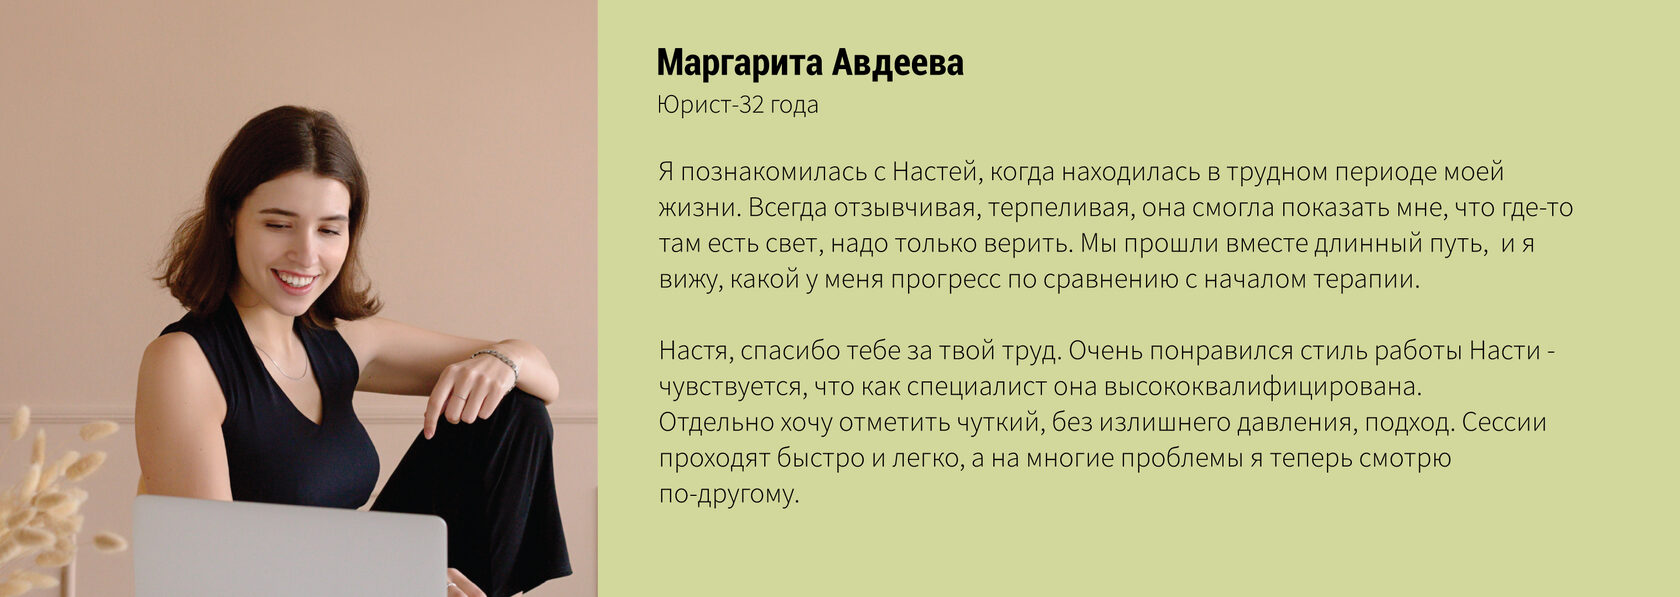 Маргарита Авдеева
Юрист-32 года
Я познакомилась с Настей, когда находилась в трудном периоде моей
жизни. Всегда отзывчивая, терпеливая, она смогла показать мне, что где-то
там есть свет, надо только верить. Мы прошли вместе длинный путь,  и я
вижу, какой у меня прогресс по сравнению с началом терапии.
Настя, спасибо тебе за твой труд. Очень понравился стиль работы Насти -
чувствуется, что как специалист она высококвалифицирована.
Отдельно хочу отметить чуткий, без излишнего давления, подход. Сессии
проходят быстро и легко, а на многие проблемы я теперь смотрю
по-другому.